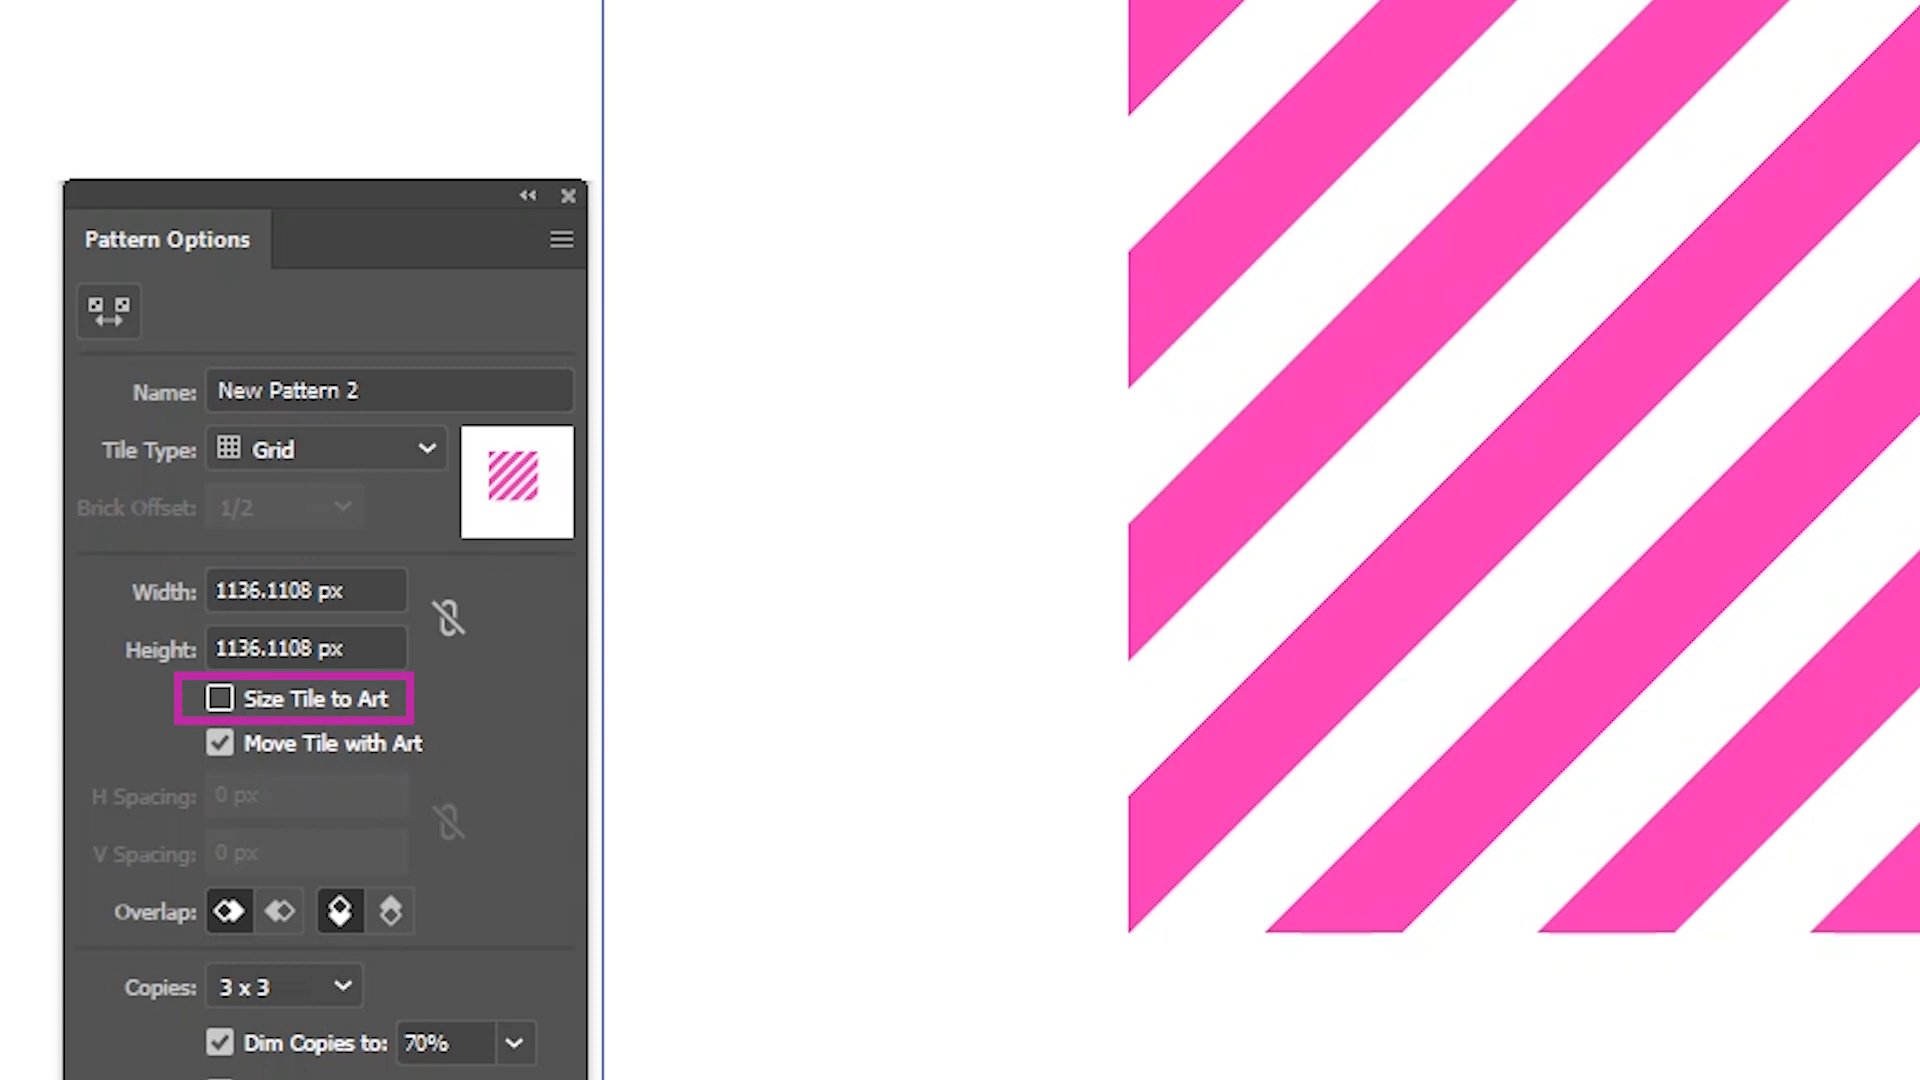 Pattern Options
Name: New Pattern 2
Tile Type: Grid
Brick Offset: 1/2
Width: 1136.1108 px
Height: 1136.1108 px
Size Tile to Art
Move Tile with Art
H Spacing: 0 px
V Spacing: 0 px
Overlap:
Copies: 3 x 3
Dim Copies to: 70%